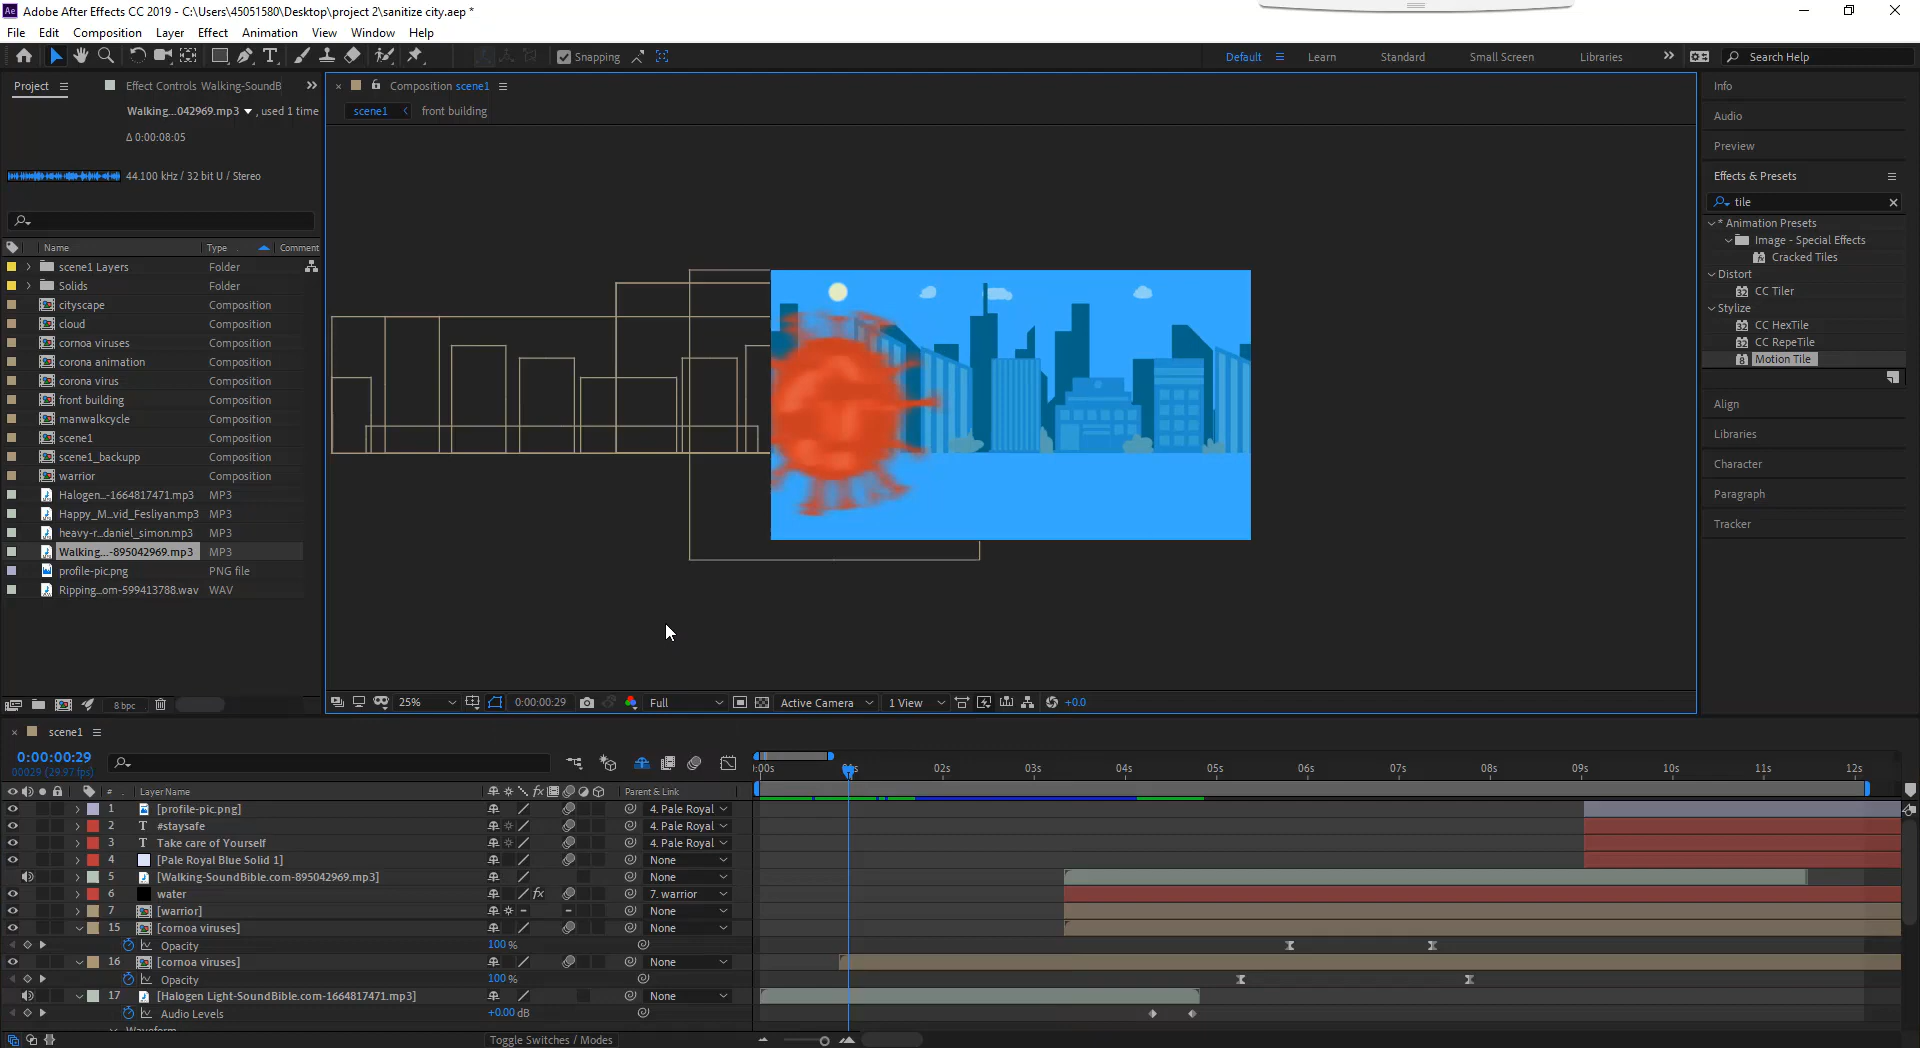 Adobe After Effects CC 2019 - C:\Users\45051580\Desktop\project 2\sanitize city.aep *
File Edit Composition Layer Effect Animation View Window Help
Snapping Default Learn Standard Small Screen Libraries Search Help
Project Effect Controls Walking-SoundB
Walking...042969.mp3 , used 1 time
Δ 0:00:08:05
44.100 kHz / 32 bit U / Stereo
Name Type Comment
scene1 Layers Folder
Solids Folder
cityscape Composition
cloud Composition
cornoa viruses Composition
corona animation Composition
corona virus Composition
front building Composition
manwalkcycle Composition
scene1 Composition
scene1_backupp Composition
warrior Composition
Halogen...-1664817471.mp3 MP3
Happy_M...vid_Fesliyan.mp3 MP3
heavy-r...daniel_simon.mp3 MP3
Walking...-895042969.mp3 MP3
profile-pic.png PNG file
Ripping...om-599413788.wav WAV
8 bpc
Composition scene1
scene1 front building
25% 0:00:00:29 Full Active Camera 1 View +0.0
Info
Audio
Preview
Effects & Presets
tile
* Animation Presets
Image - Special Effects
Cracked Tiles
Distort
CC Tiler
Stylize
CC HexTile
CC RepeTile
Motion Tile
Align
Libraries
Character
Paragraph
Tracker
scene1
0:00:00:29
00029 (29.97 fps)
:00s 02s 03s 04s 05s 06s 07s 08s 09s 10s 11s 12s
# Layer Name fx Parent & Link
1 [profile-pic.png] 4. Pale Royal
2 T #staysafe 4. Pale Royal
3 T Take care of Yourself 4. Pale Royal
4 [Pale Royal Blue Solid 1] None
5 [Walking-SoundBible.com-895042969.mp3] None
6 water fx 7. warrior
7 [warrior] None
15 [cornoa viruses] None
Opacity 100 %
16 [cornoa viruses] None
Opacity 100 %
17 [Halogen Light-SoundBible.com-1664817471.mp3] None
Audio Levels +0.00 dB
Waveform
Toggle Switches / Modes